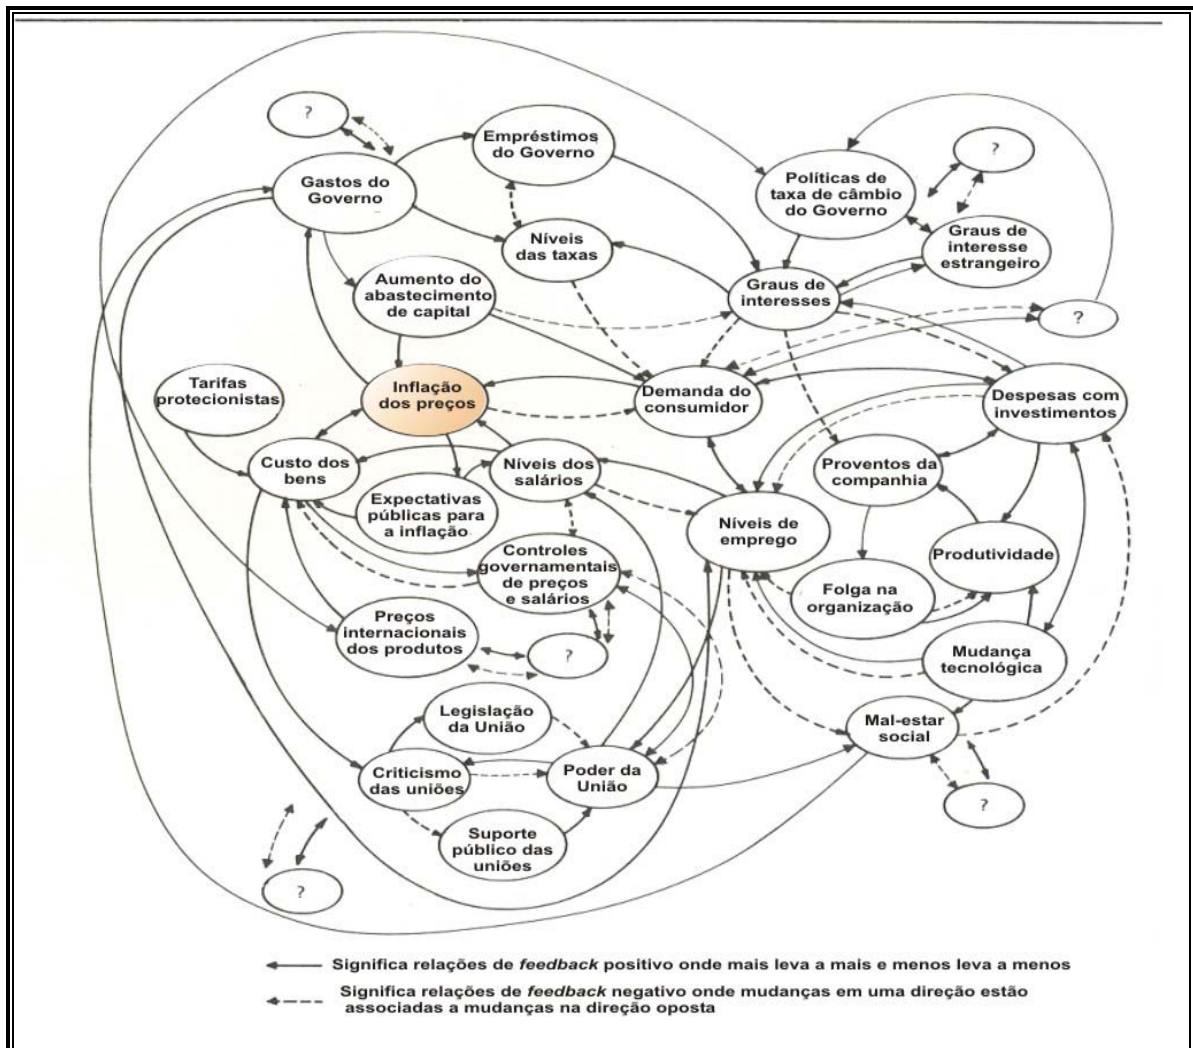 ?
Empréstimos
do Governo
?
Gastos do
Governo
Políticas de
taxa de câmbio
do Governo
Níveis
das taxas
Graus de
interesse
estrangeiro
Aumento do
abastecimento
de capital
Graus de
interesses
?
Tarifas
protecionistas
Inflação
dos preços
Demanda do
consumidor
Despesas com
investimentos
Custo dos
bens
Níveis dos
salários
Proventos da
companhia
Expectativas
públicas para
a inflação
Níveis de
emprego
Controles
governamentais
de preços
e salários
Produtividade
Folga na
organização
Preços
internacionais
dos produtos
?
Mudança
tecnológica
Legislação
da União
Mal-estar
social
Criticismo
das uniões
Poder da
União
?
Suporte
público das
uniões
?
Significa relações de feedback positivo onde mais leva a mais e menos leva a menos
Significa relações de feedback negativo onde mudanças em uma direção estão
associadas a mudanças na direção oposta